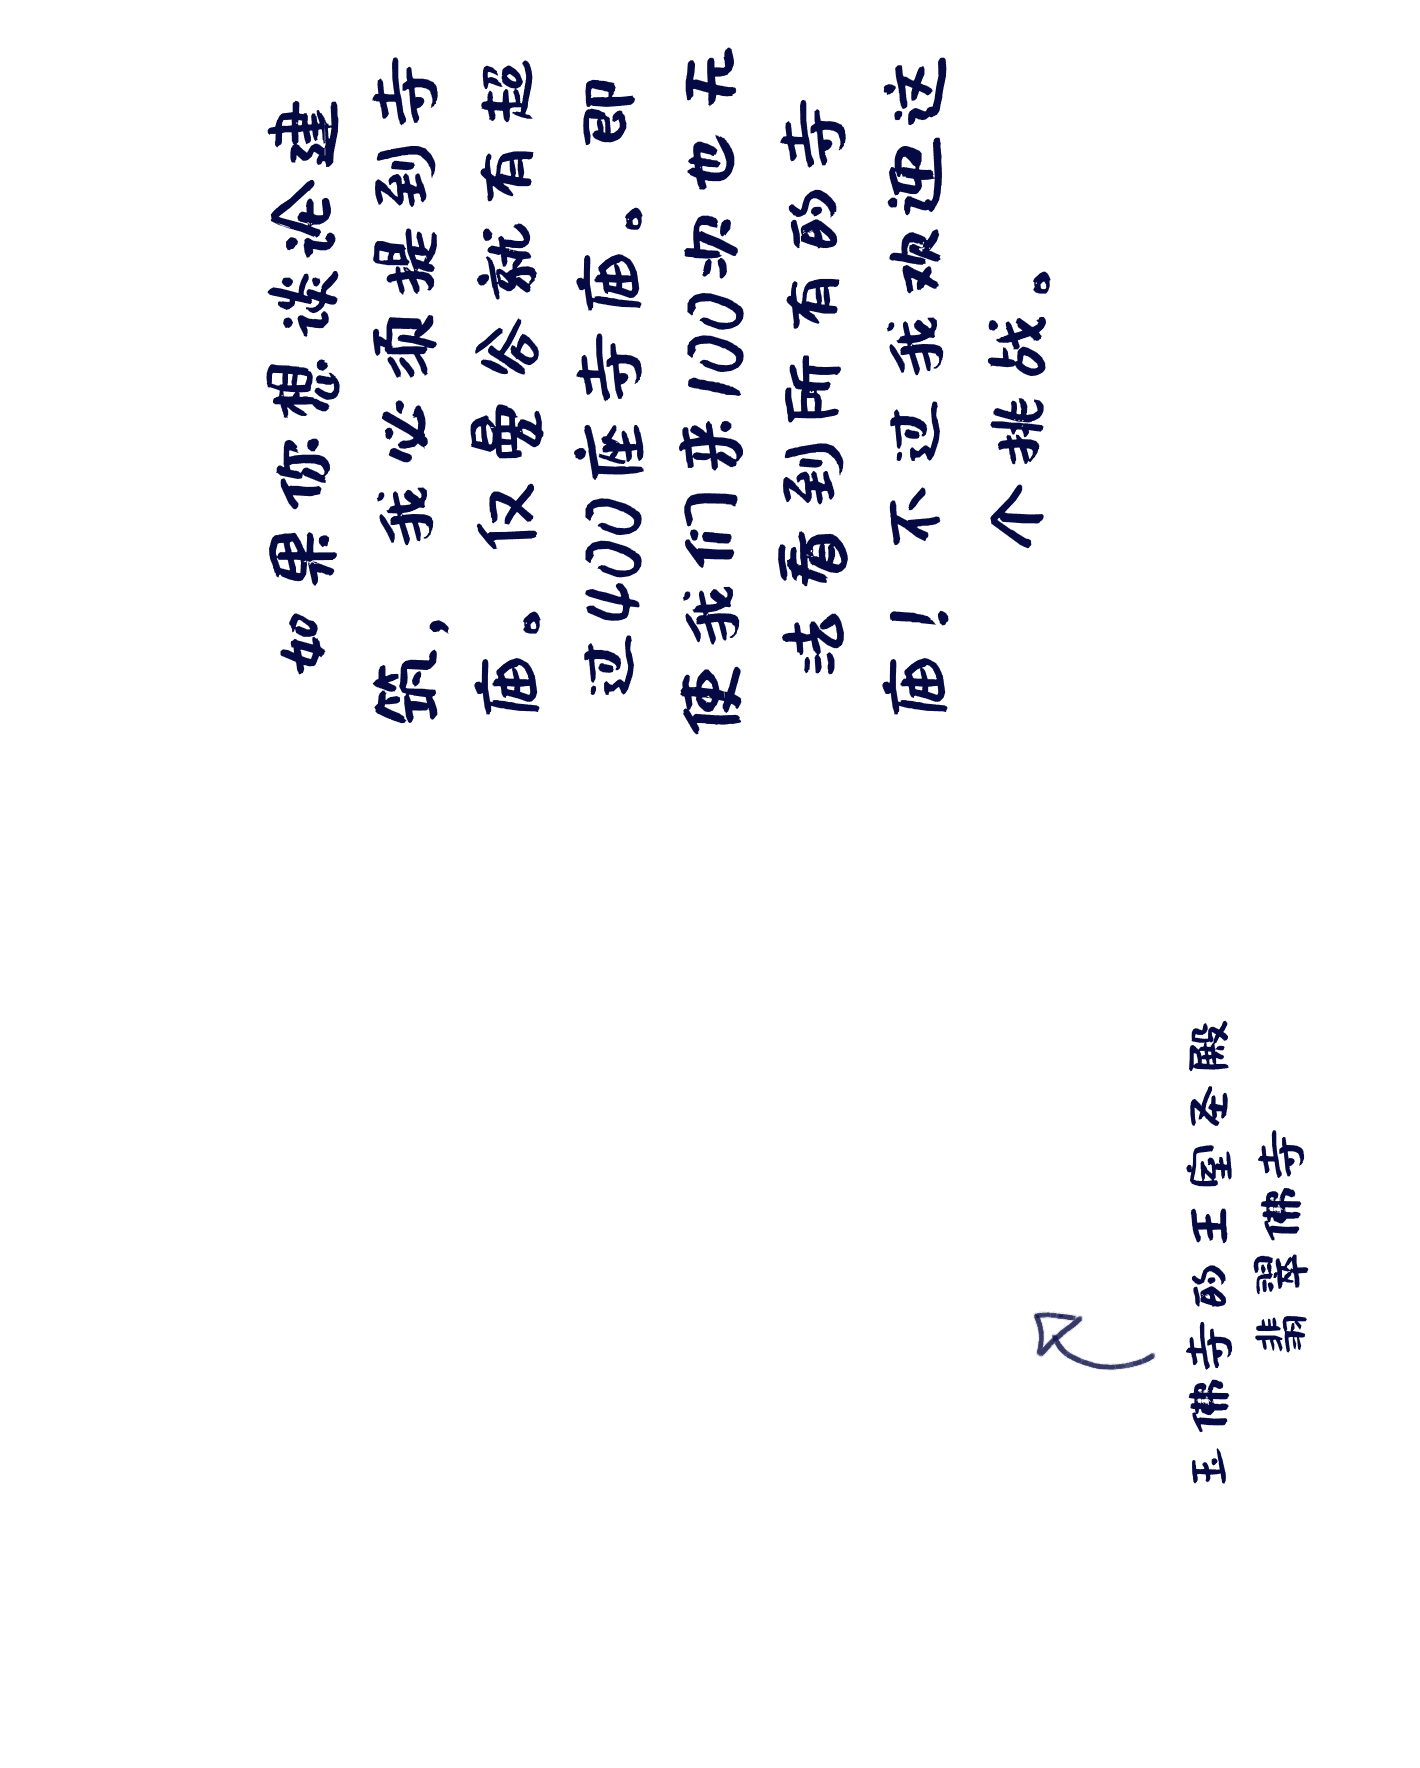 如果你想谈论建
筑，我必须提到寺
庙。仅曼谷就有超
过400座寺庙。即
使我们来100次也无
法看到所有的寺
庙！不过我欢迎这
个挑战。
玉佛寺的王室圣殿
翡翠佛寺